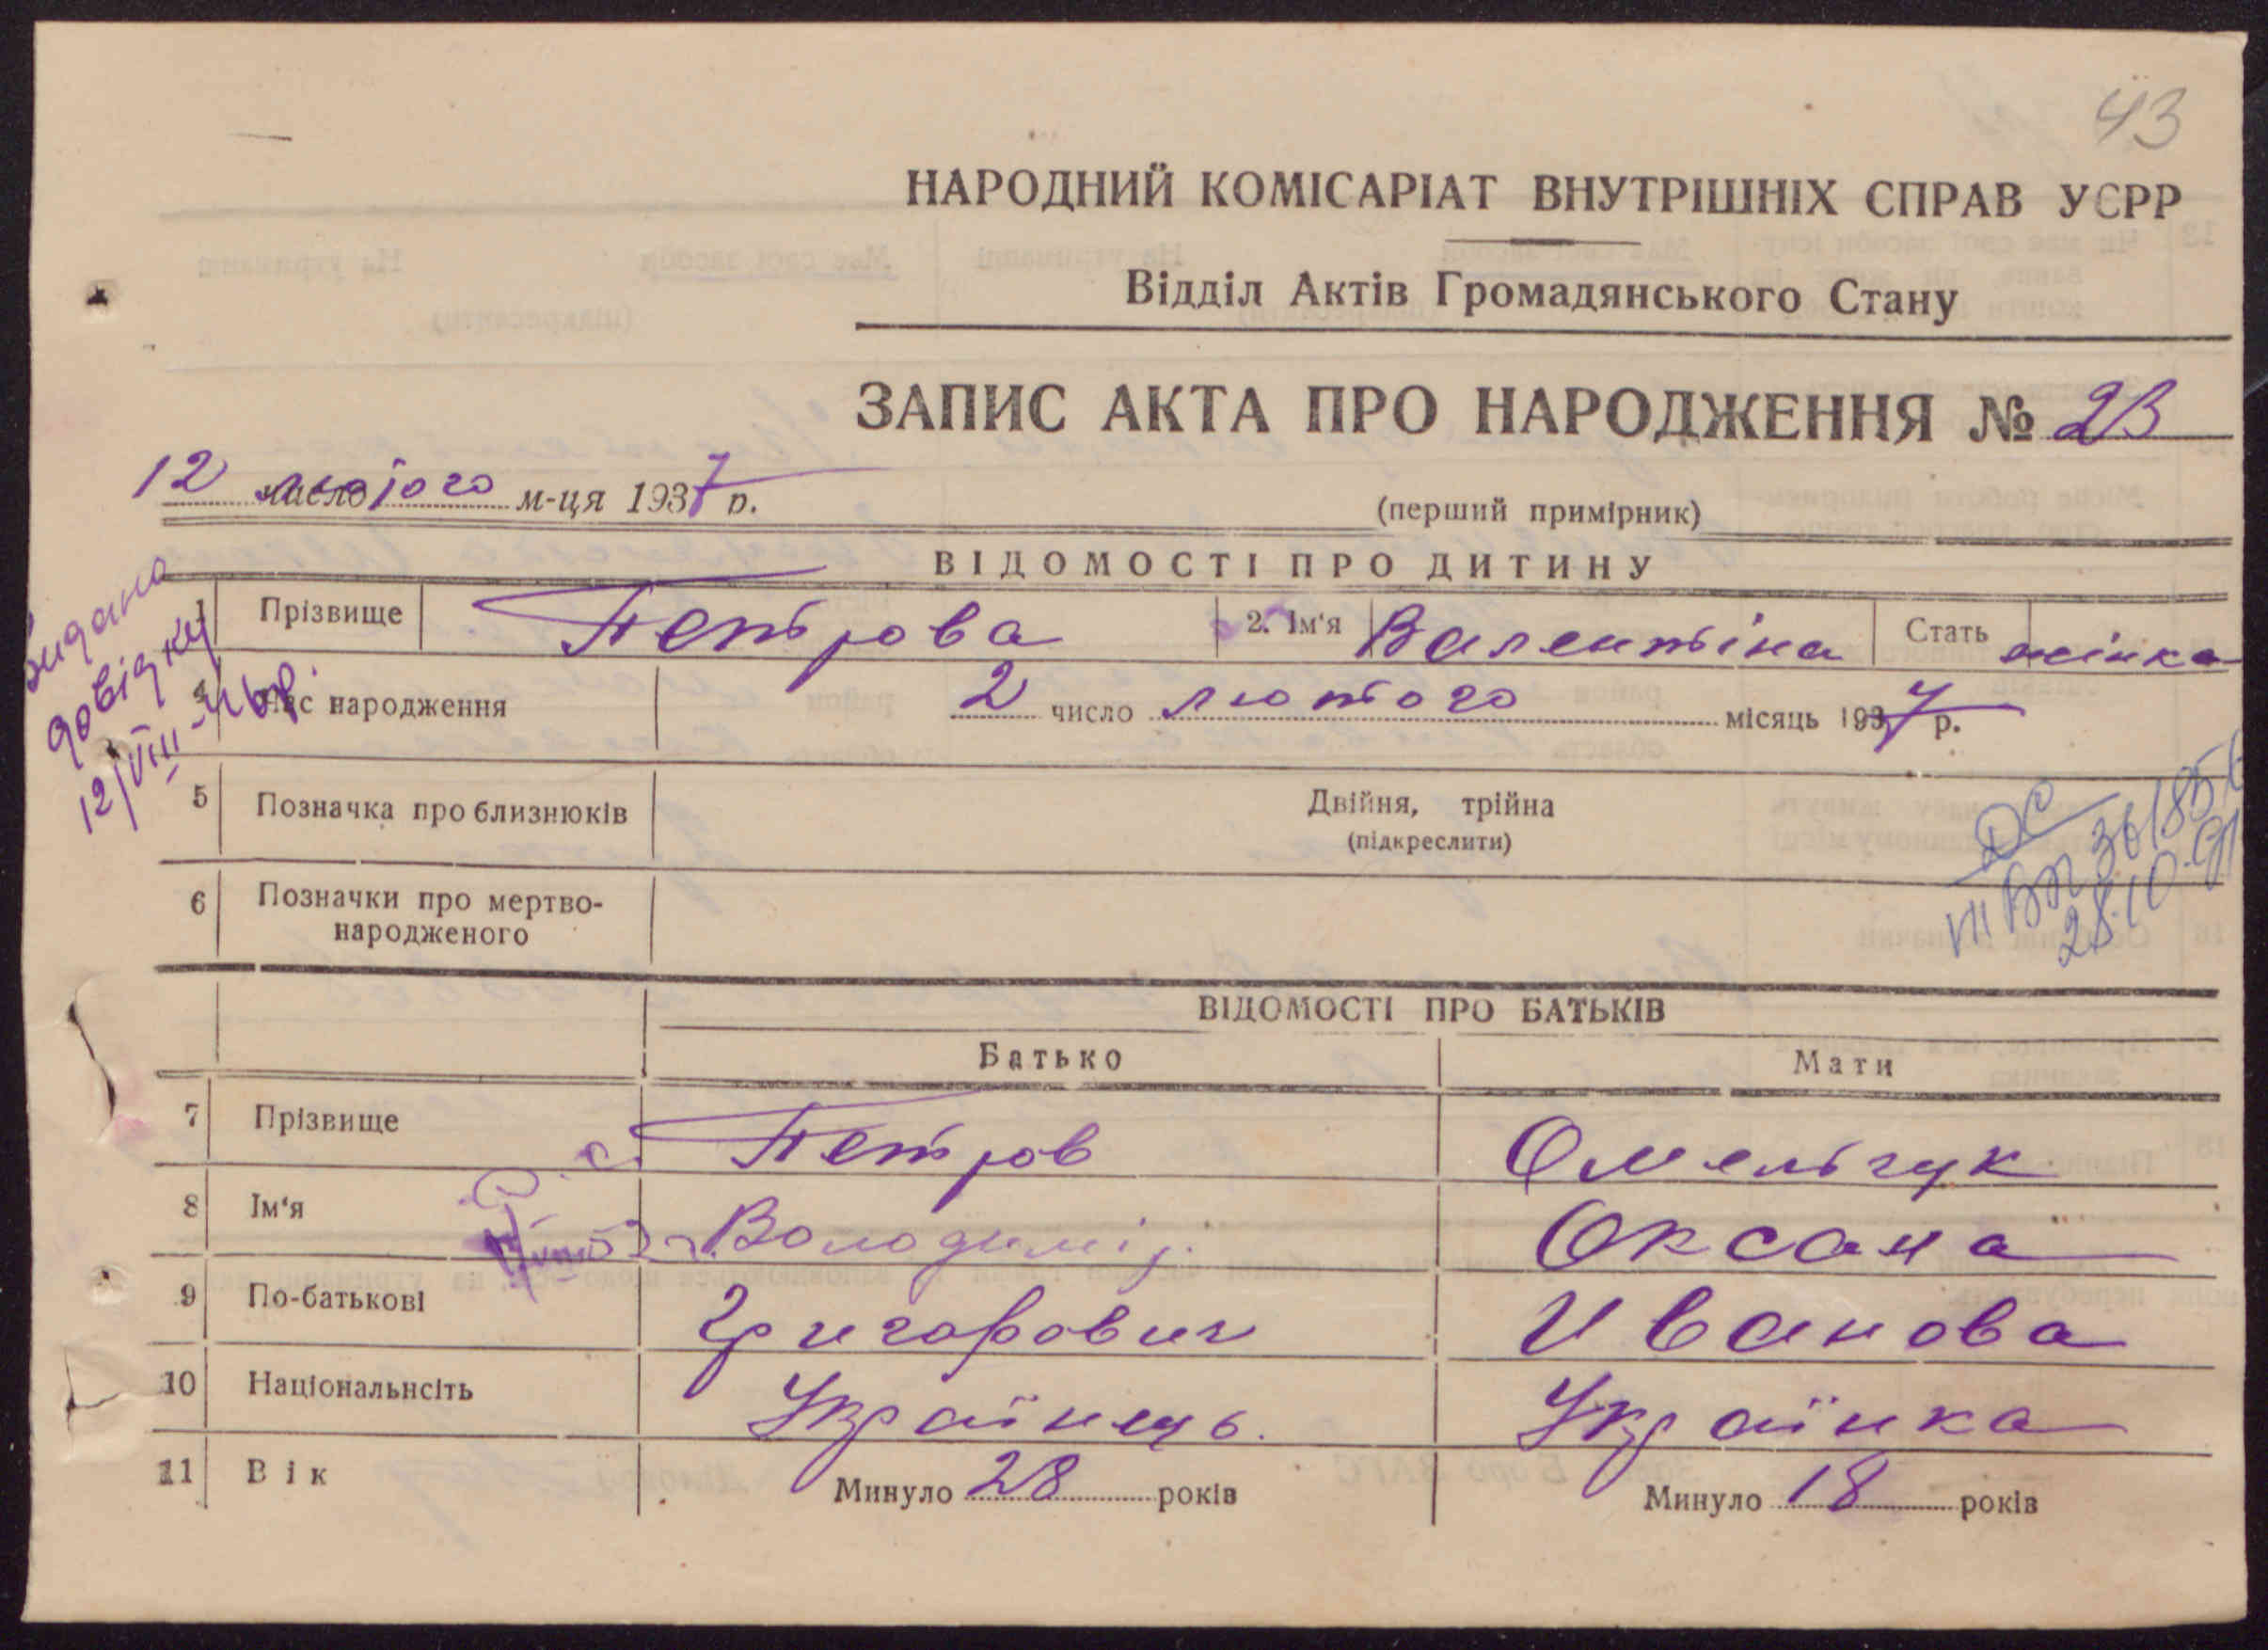 43
НАРОДНИЙ КОМІСАРІАТ ВНУТРІШНІХ СПРАВ УСРР
Відділ Актів Громадянського Стану
ЗАПИС АКТА ПРО НАРОДЖЕННЯ № 23
12 число лютого м-ця 1937 р.
(перший примірник)
ВІДОМОСТІ ПРО ДИТИНУ
1 Прізвище Петрова 2. Ім'я Валентіна Стать жінка
Видана
довідку
12/VIII-46р.
4 Час народження 2 число лютого місяць 1937 р.
5 Позначка про близнюків Двійня, трійна
(підкреслити)
6 Позначки про мертво-
народженого
28.10
ВІДОМОСТІ ПРО БАТЬКІВ
Батько Мати
7 Прізвище Петров Омельчук
8 Ім'я Володимір. Оксана
9 По-батькові Григорович Иванова
10 Національнсіть Українець. Українка
11 Вік Минуло 28 років Минуло 18 років